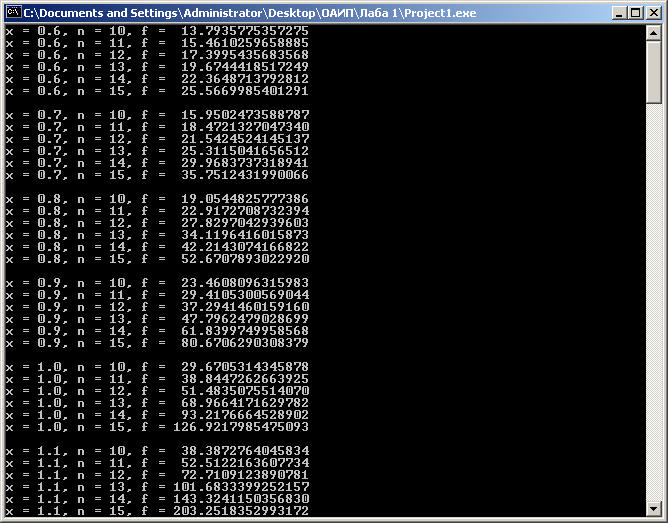 C:\Documents and Settings\Administrator\Desktop\ОАИП\Лаба 1\Project1.exe
x = 0.6, n = 10, f =  13.7935775357275
x = 0.6, n = 11, f =  15.4610259658885
x = 0.6, n = 12, f =  17.3995435683568
x = 0.6, n = 13, f =  19.6744418517249
x = 0.6, n = 14, f =  22.3648713792812
x = 0.6, n = 15, f =  25.5669985401291
x = 0.7, n = 10, f =  15.9502473588787
x = 0.7, n = 11, f =  18.4721327047340
x = 0.7, n = 12, f =  21.5424524145137
x = 0.7, n = 13, f =  25.3115041656512
x = 0.7, n = 14, f =  29.9683737318941
x = 0.7, n = 15, f =  35.7512431990066
x = 0.8, n = 10, f =  19.0544825777386
x = 0.8, n = 11, f =  22.9172708732394
x = 0.8, n = 12, f =  27.8297042939603
x = 0.8, n = 13, f =  34.1196416015873
x = 0.8, n = 14, f =  42.2143074166822
x = 0.8, n = 15, f =  52.6707893022920
x = 0.9, n = 10, f =  23.4608096315983
x = 0.9, n = 11, f =  29.4105300569044
x = 0.9, n = 12, f =  37.2941460159160
x = 0.9, n = 13, f =  47.7962479028699
x = 0.9, n = 14, f =  61.8399749958568
x = 0.9, n = 15, f =  80.6706290308379
x = 1.0, n = 10, f =  29.6705314345878
x = 1.0, n = 11, f =  38.8447262663925
x = 1.0, n = 12, f =  51.4835075514070
x = 1.0, n = 13, f =  68.9664171629782
x = 1.0, n = 14, f =  93.2176664528902
x = 1.0, n = 15, f = 126.9217985475093
x = 1.1, n = 10, f =  38.3872764045834
x = 1.1, n = 11, f =  52.5122163607734
x = 1.1, n = 12, f =  72.7109123890781
x = 1.1, n = 13, f = 101.6833399252157
x = 1.1, n = 14, f = 143.3241150356830
x = 1.1, n = 15, f = 203.2518352993172